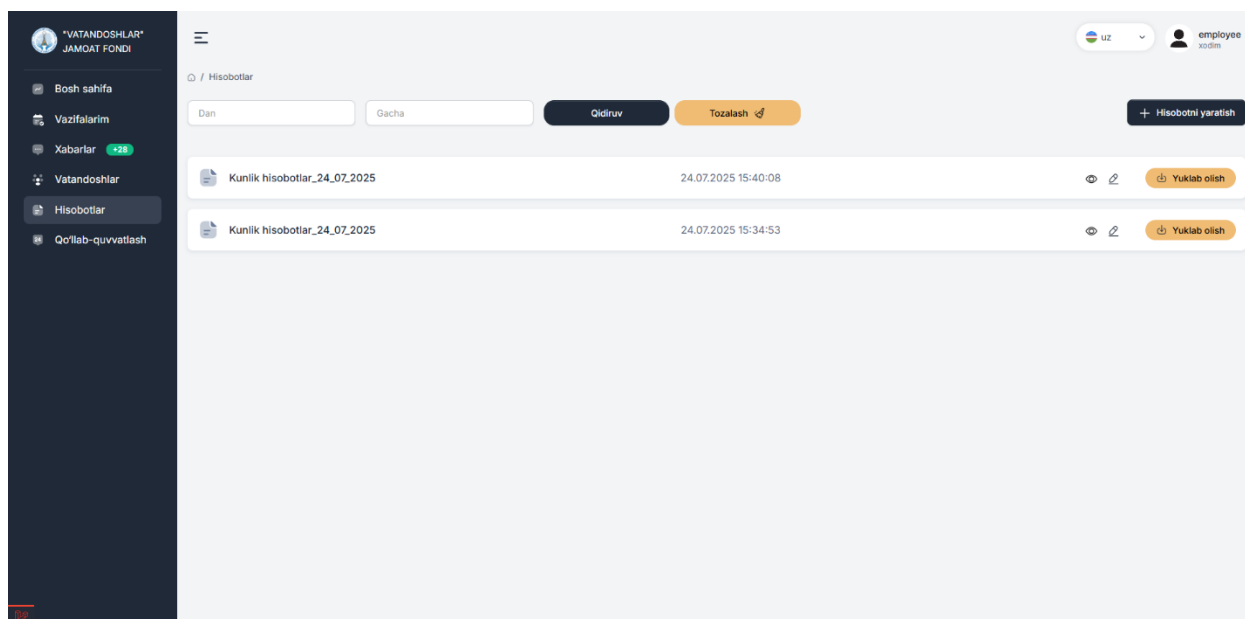 "VATANDOSHLAR"
JAMOAT FONDI
uz
employee
xodim
Bosh sahifa
Vazifalarim
Xabarlar +28
Vatandoshlar
Hisobotlar
Qo'llab-quvvatlash
/ Hisobotlar
Dan
Gacha
Qidiruv
Tozalash
+ Hisobotni yaratish
Kunlik hisobotlar_24_07_2025
24.07.2025 15:40:08
Yuklab olish
Kunlik hisobotlar_24_07_2025
24.07.2025 15:34:53
Yuklab olish